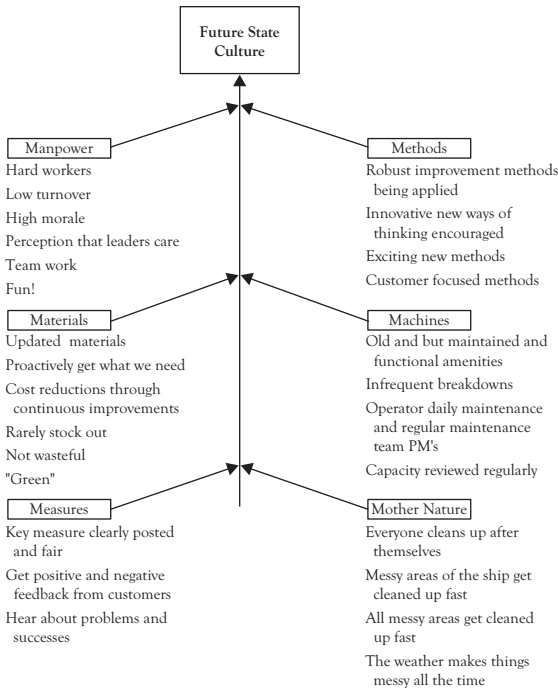 Future State
Culture
Manpower
Hard workers
Low turnover
High morale
Perception that leaders care
Team work
Fun!
Methods
Robust improvement methods
being applied
Innovative new ways of
thinking encouraged
Exciting new methods
Customer focused methods
Materials
Updated materials
Proactively get what we need
Cost reductions through
continuous improvements
Rarely stock out
Not wasteful
"Green"
Machines
Old and but maintained and
functional amenities
Infrequent breakdowns
Operator daily maintenance
and regular maintenance
team PM's
Capacity reviewed regularly
Measures
Key measure clearly posted
and fair
Get positive and negative
feedback from customers
Hear about problems and
successes
Mother Nature
Everyone cleans up after
themselves
Messy areas of the ship get
cleaned up fast
All messy areas get cleaned
up fast
The weather makes things
messy all the time